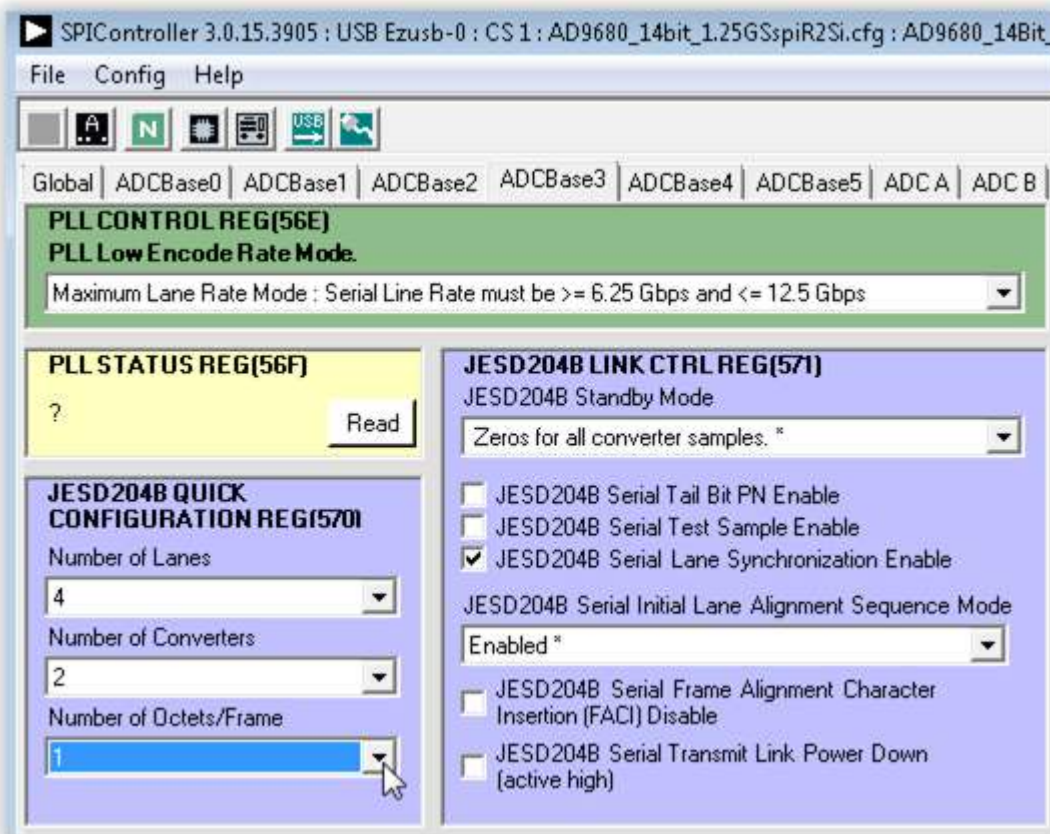 SPIController 3.0.15.3905 : USB Ezusb-0 : CS 1 : AD9680_14bit_1.25GSspiR2Si.cfg : AD9680_14Bit_
File Config Help
A
N
USB
Global ADCBase0 ADCBase1 ADCBase2 ADCBase3 ADCBase4 ADCBase5 ADC A ADC B
PLL CONTROL REG(56E)
PLL Low Encode Rate Mode.
Maximum Lane Rate Mode : Serial Line Rate must be >= 6.25 Gbps and <= 12.5 Gbps
PLL STATUS REG(56F)
?
Read
JESD204B QUICK
CONFIGURATION REG(570)
Number of Lanes
4
Number of Converters
2
Number of Octets/Frame
1
JESD204B LINK CTRL REG(571)
JESD204B Standby Mode
Zeros for all converter samples. *
JESD204B Serial Tail Bit PN Enable
JESD204B Serial Test Sample Enable
JESD204B Serial Lane Synchronization Enable
JESD204B Serial Initial Lane Alignment Sequence Mode
Enabled *
JESD204B Serial Frame Alignment Character
Insertion (FACI) Disable
JESD204B Serial Transmit Link Power Down
(active high)